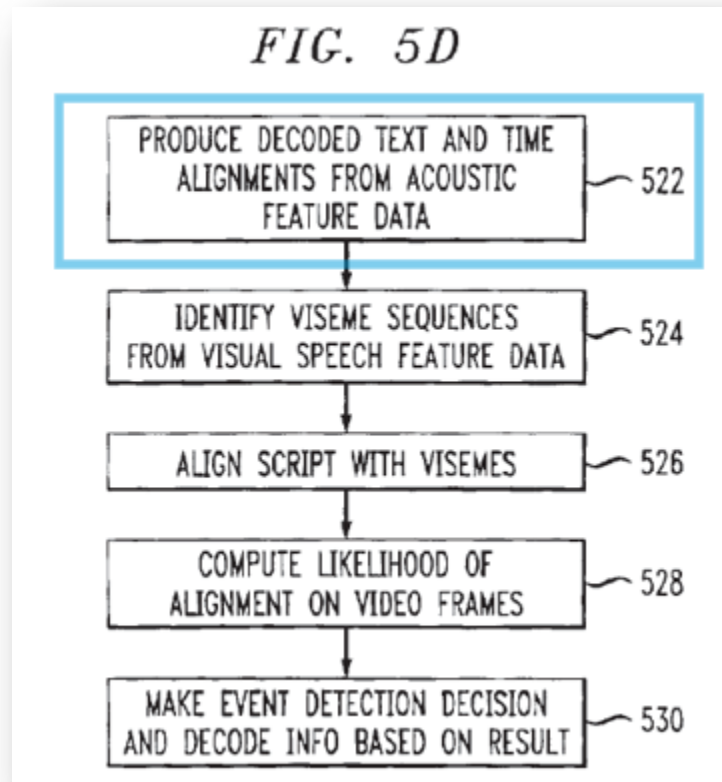 FIG. 5D
PRODUCE DECODED TEXT AND TIME
ALIGNMENTS FROM ACOUSTIC
FEATURE DATA
522
IDENTIFY VISEME SEQUENCES
FROM VISUAL SPEECH FEATURE DATA
524
ALIGN SCRIPT WITH VISEMES
526
COMPUTE LIKELIHOOD OF
ALIGNMENT ON VIDEO FRAMES
528
MAKE EVENT DETECTION DECISION
AND DECODE INFO BASED ON RESULT
530